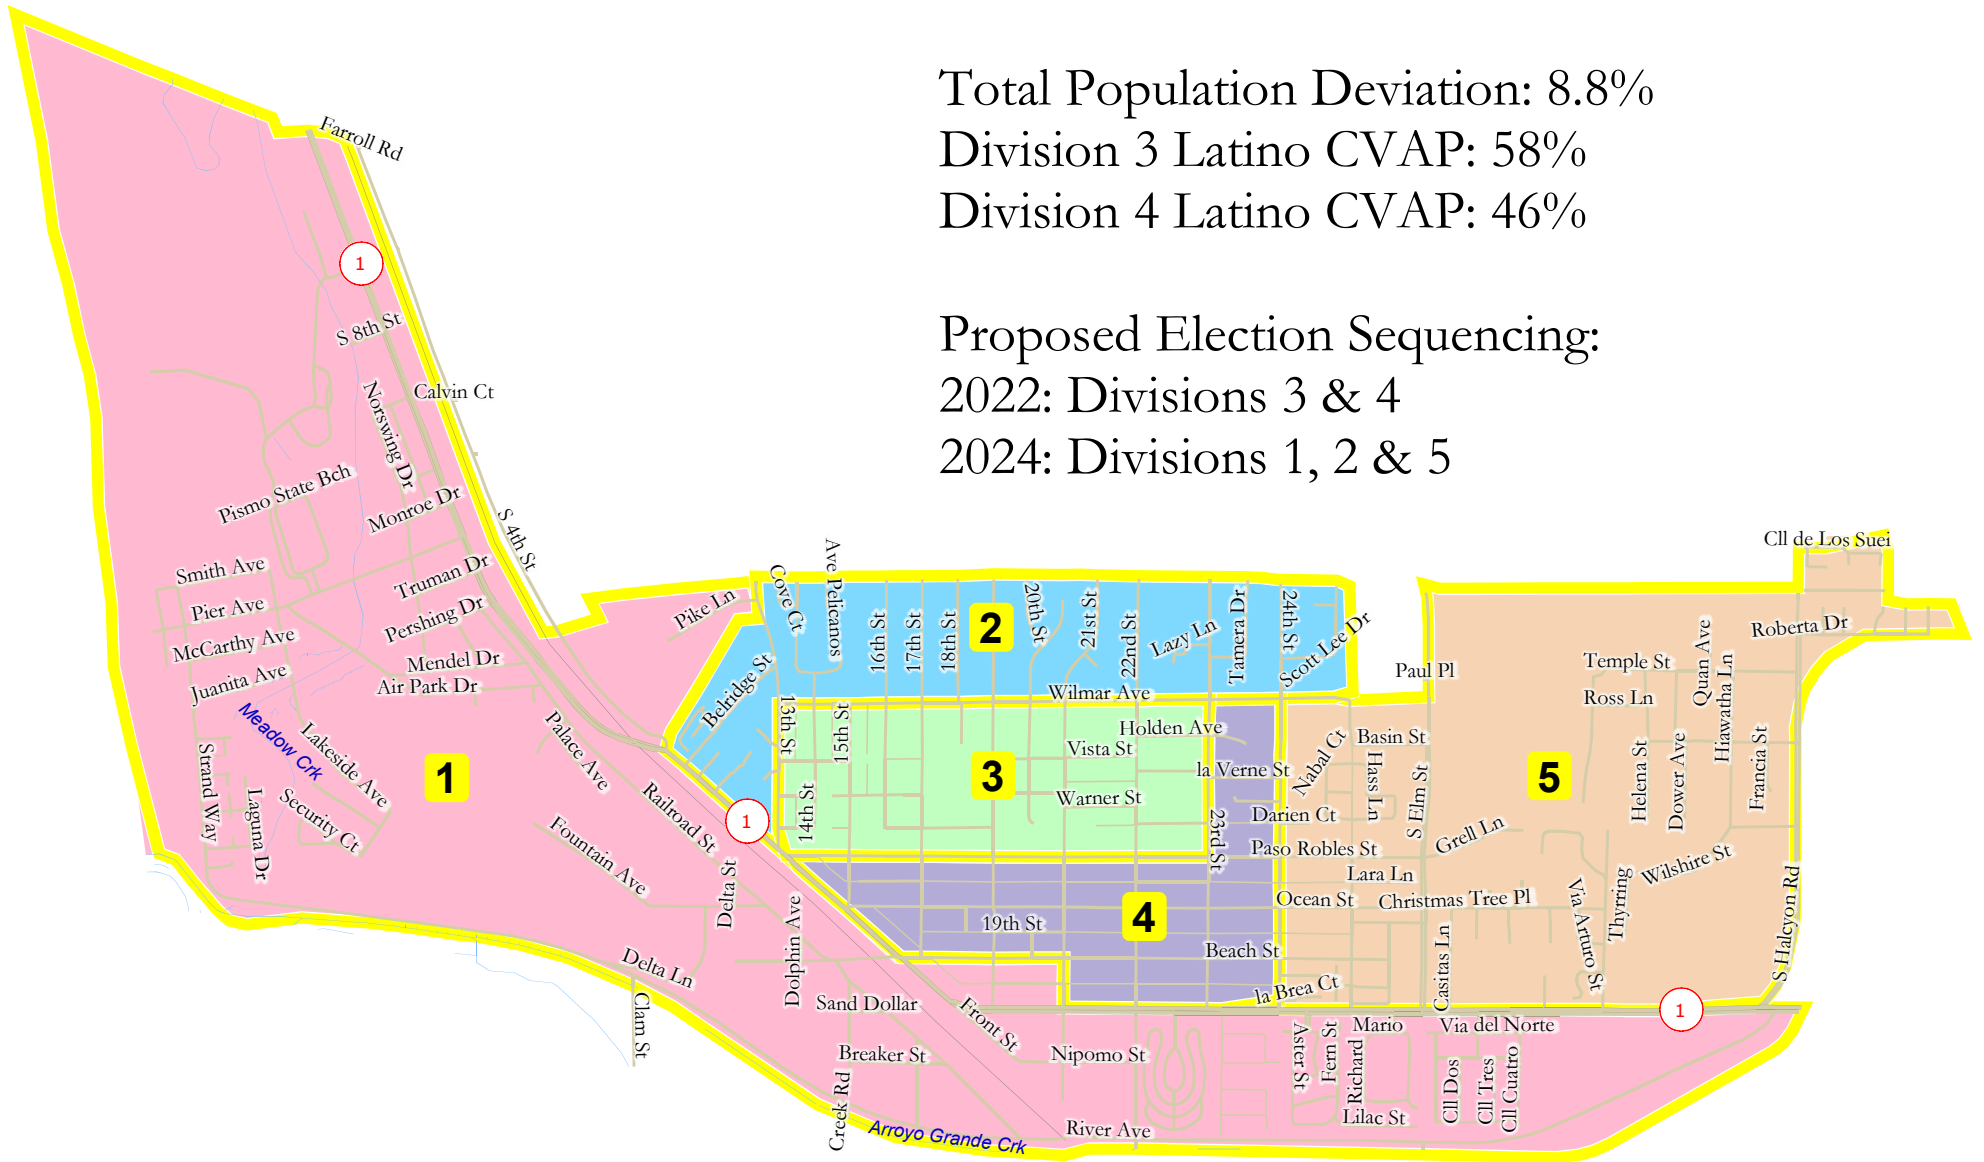 Total Population Deviation: 8.8%
Division 3 Latino CVAP: 58%
Division 4 Latino CVAP: 46%
Proposed Election Sequencing:
2022: Divisions 3 & 4
2024: Divisions 1, 2 & 5
Farroll Rd
1
S 8th St
Calvin Ct
Norswing Dr
Pismo State Bch
Monroe Dr
S 4th St
Smith Ave
Truman Dr
Pier Ave
Pershing Dr
McCarthy Ave
Mendel Dr
Juanita Ave
Air Park Dr
Meadow Crk
Lakeside Ave
Palace Ave
Strand Way
Laguna Dr
Security Ct
1
Railroad St
Fountain Ave
Delta St
Delta Ln
Clam St
Dolphin Ave
Sand Dollar
Front St
Breaker St
Nipomo St
Creek Rd
Arroyo Grande Crk
River Ave
Pike Ln
Cove Ct
Ave Pelicanos
16th St
17th St
18th St
2
20th St
21st St
22nd St
Lazy Ln
Tamera Dr
24th St
Scott Lee Dr
Belridge St
Wilmar Ave
13th St
15th St
14th St
1
3
Holden Ave
Vista St
la Verne St
Warner St
23rd St
Darien Ct
Paso Robles St
4
19th St
Ocean St
Beach St
la Brea Ct
Cll de Los Suei
Roberta Dr
Paul Pl
Temple St
Ross Ln
Quan Ave
Hiawatha Ln
Nabal Ct
Basin St
Hass Ln
S Elm St
5
Helena St
Dower Ave
Francia St
Grell Ln
Lara Ln
Christmas Tree Pl
Wilshire St
Via Arturo St
Thyrring
Casitas Ln
S Halcyon Rd
1
Aster St
Fern St
Richard
Mario
Via del Norte
Lilac St
Cll Dos
Cll Tres
Cll Cuatro